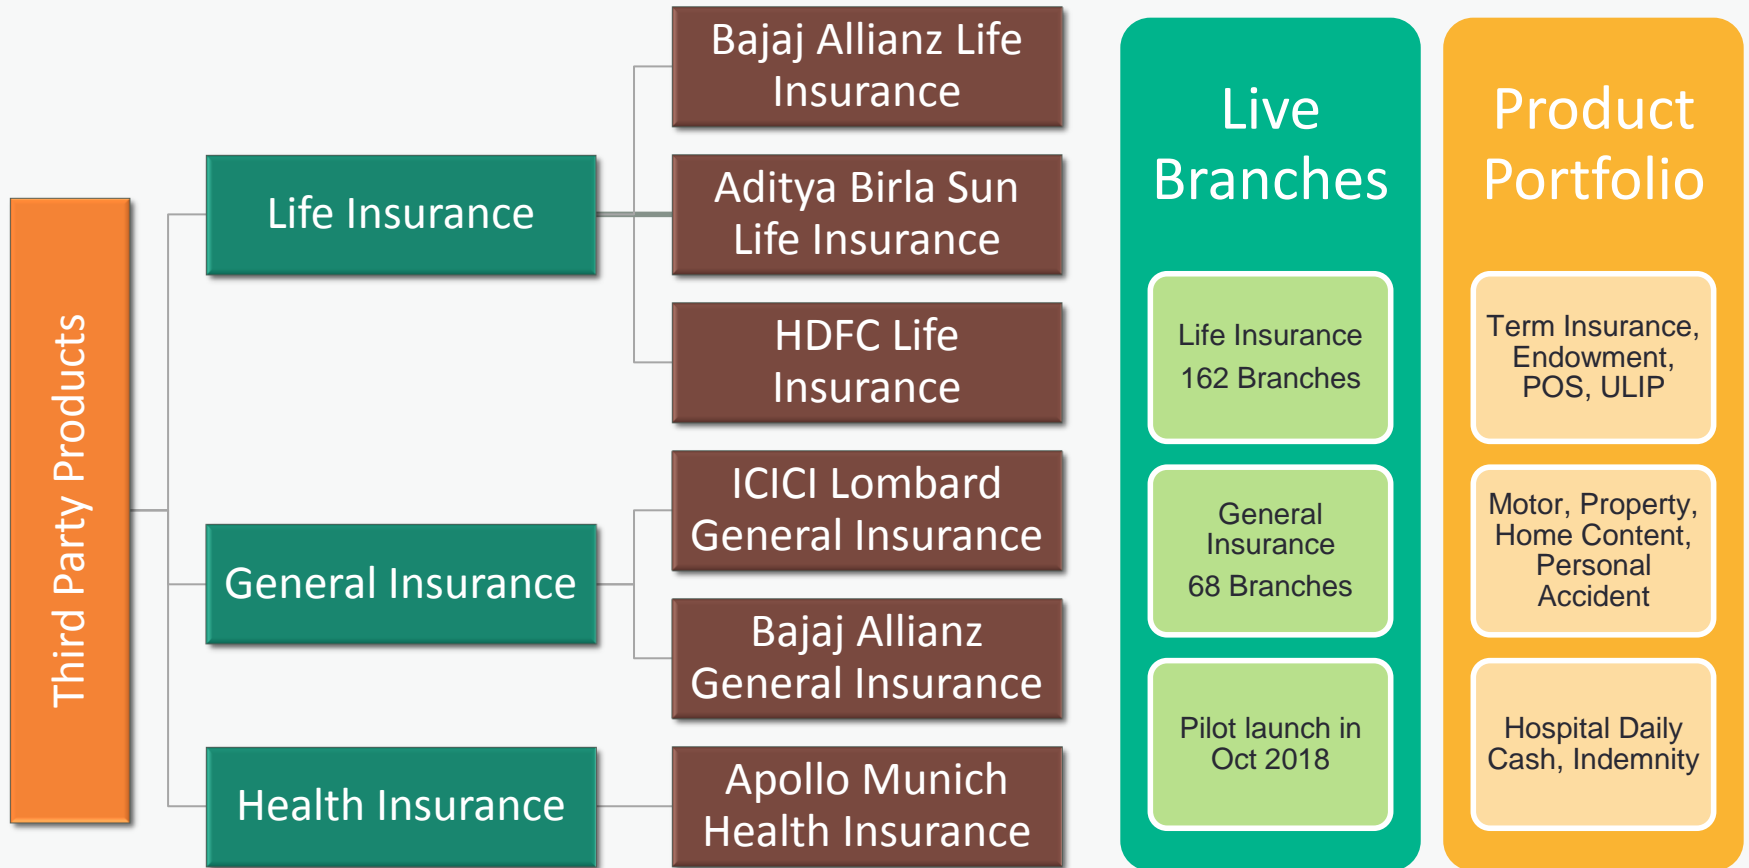 Third Party Products
Life Insurance
General Insurance
Health Insurance
Bajaj Allianz Life
Insurance
Aditya Birla Sun
Life Insurance
HDFC Life
Insurance
ICICI Lombard
General Insurance
Bajaj Allianz
General Insurance
Apollo Munich
Health Insurance
Live
Branches
Life Insurance
162 Branches
General
Insurance
68 Branches
Pilot launch in
Oct 2018
Product
Portfolio
Term Insurance,
Endowment,
POS, ULIP
Motor, Property,
Home Content,
Personal
Accident
Hospital Daily
Cash, Indemnity